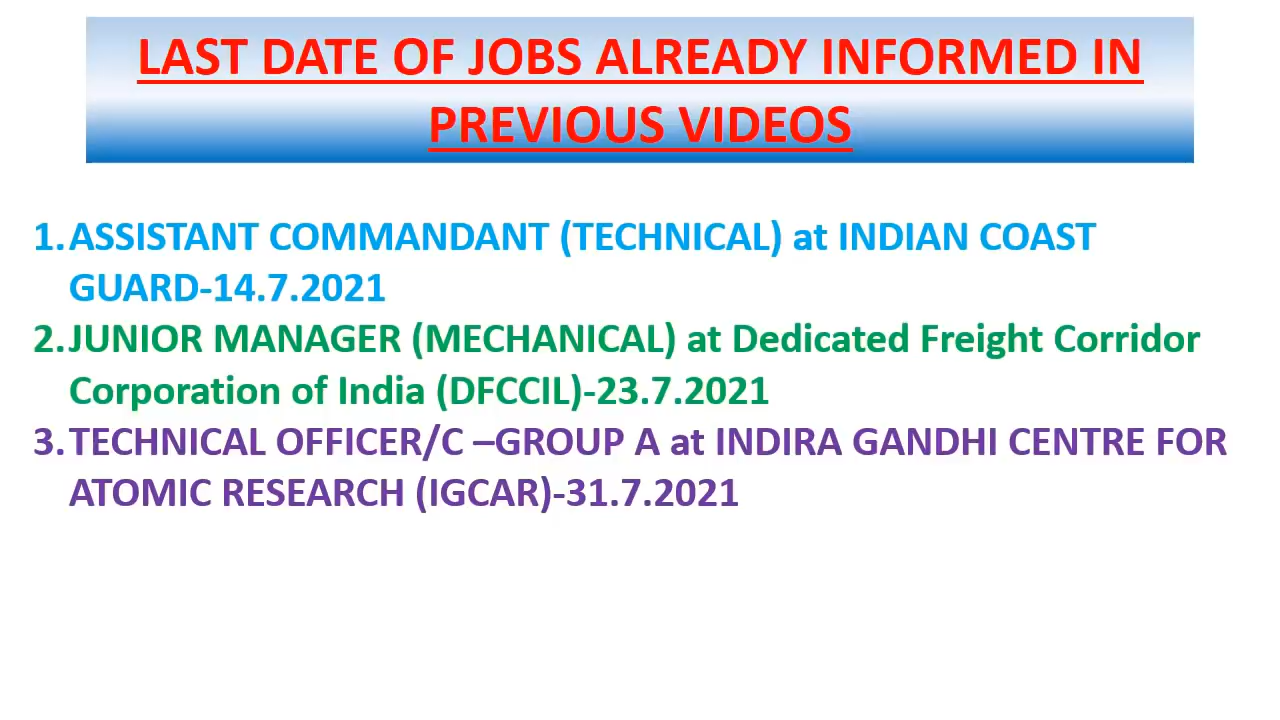 LAST DATE OF JOBS ALREADY INFORMED IN
PREVIOUS VIDEOS
1.ASSISTANT COMMANDANT (TECHNICAL) at INDIAN COAST
GUARD-14.7.2021
2.JUNIOR MANAGER (MECHANICAL) at Dedicated Freight Corridor
Corporation of India (DFCCIL)-23.7.2021
3.TECHNICAL OFFICER/C –GROUP A at INDIRA GANDHI CENTRE FOR
ATOMIC RESEARCH (IGCAR)-31.7.2021